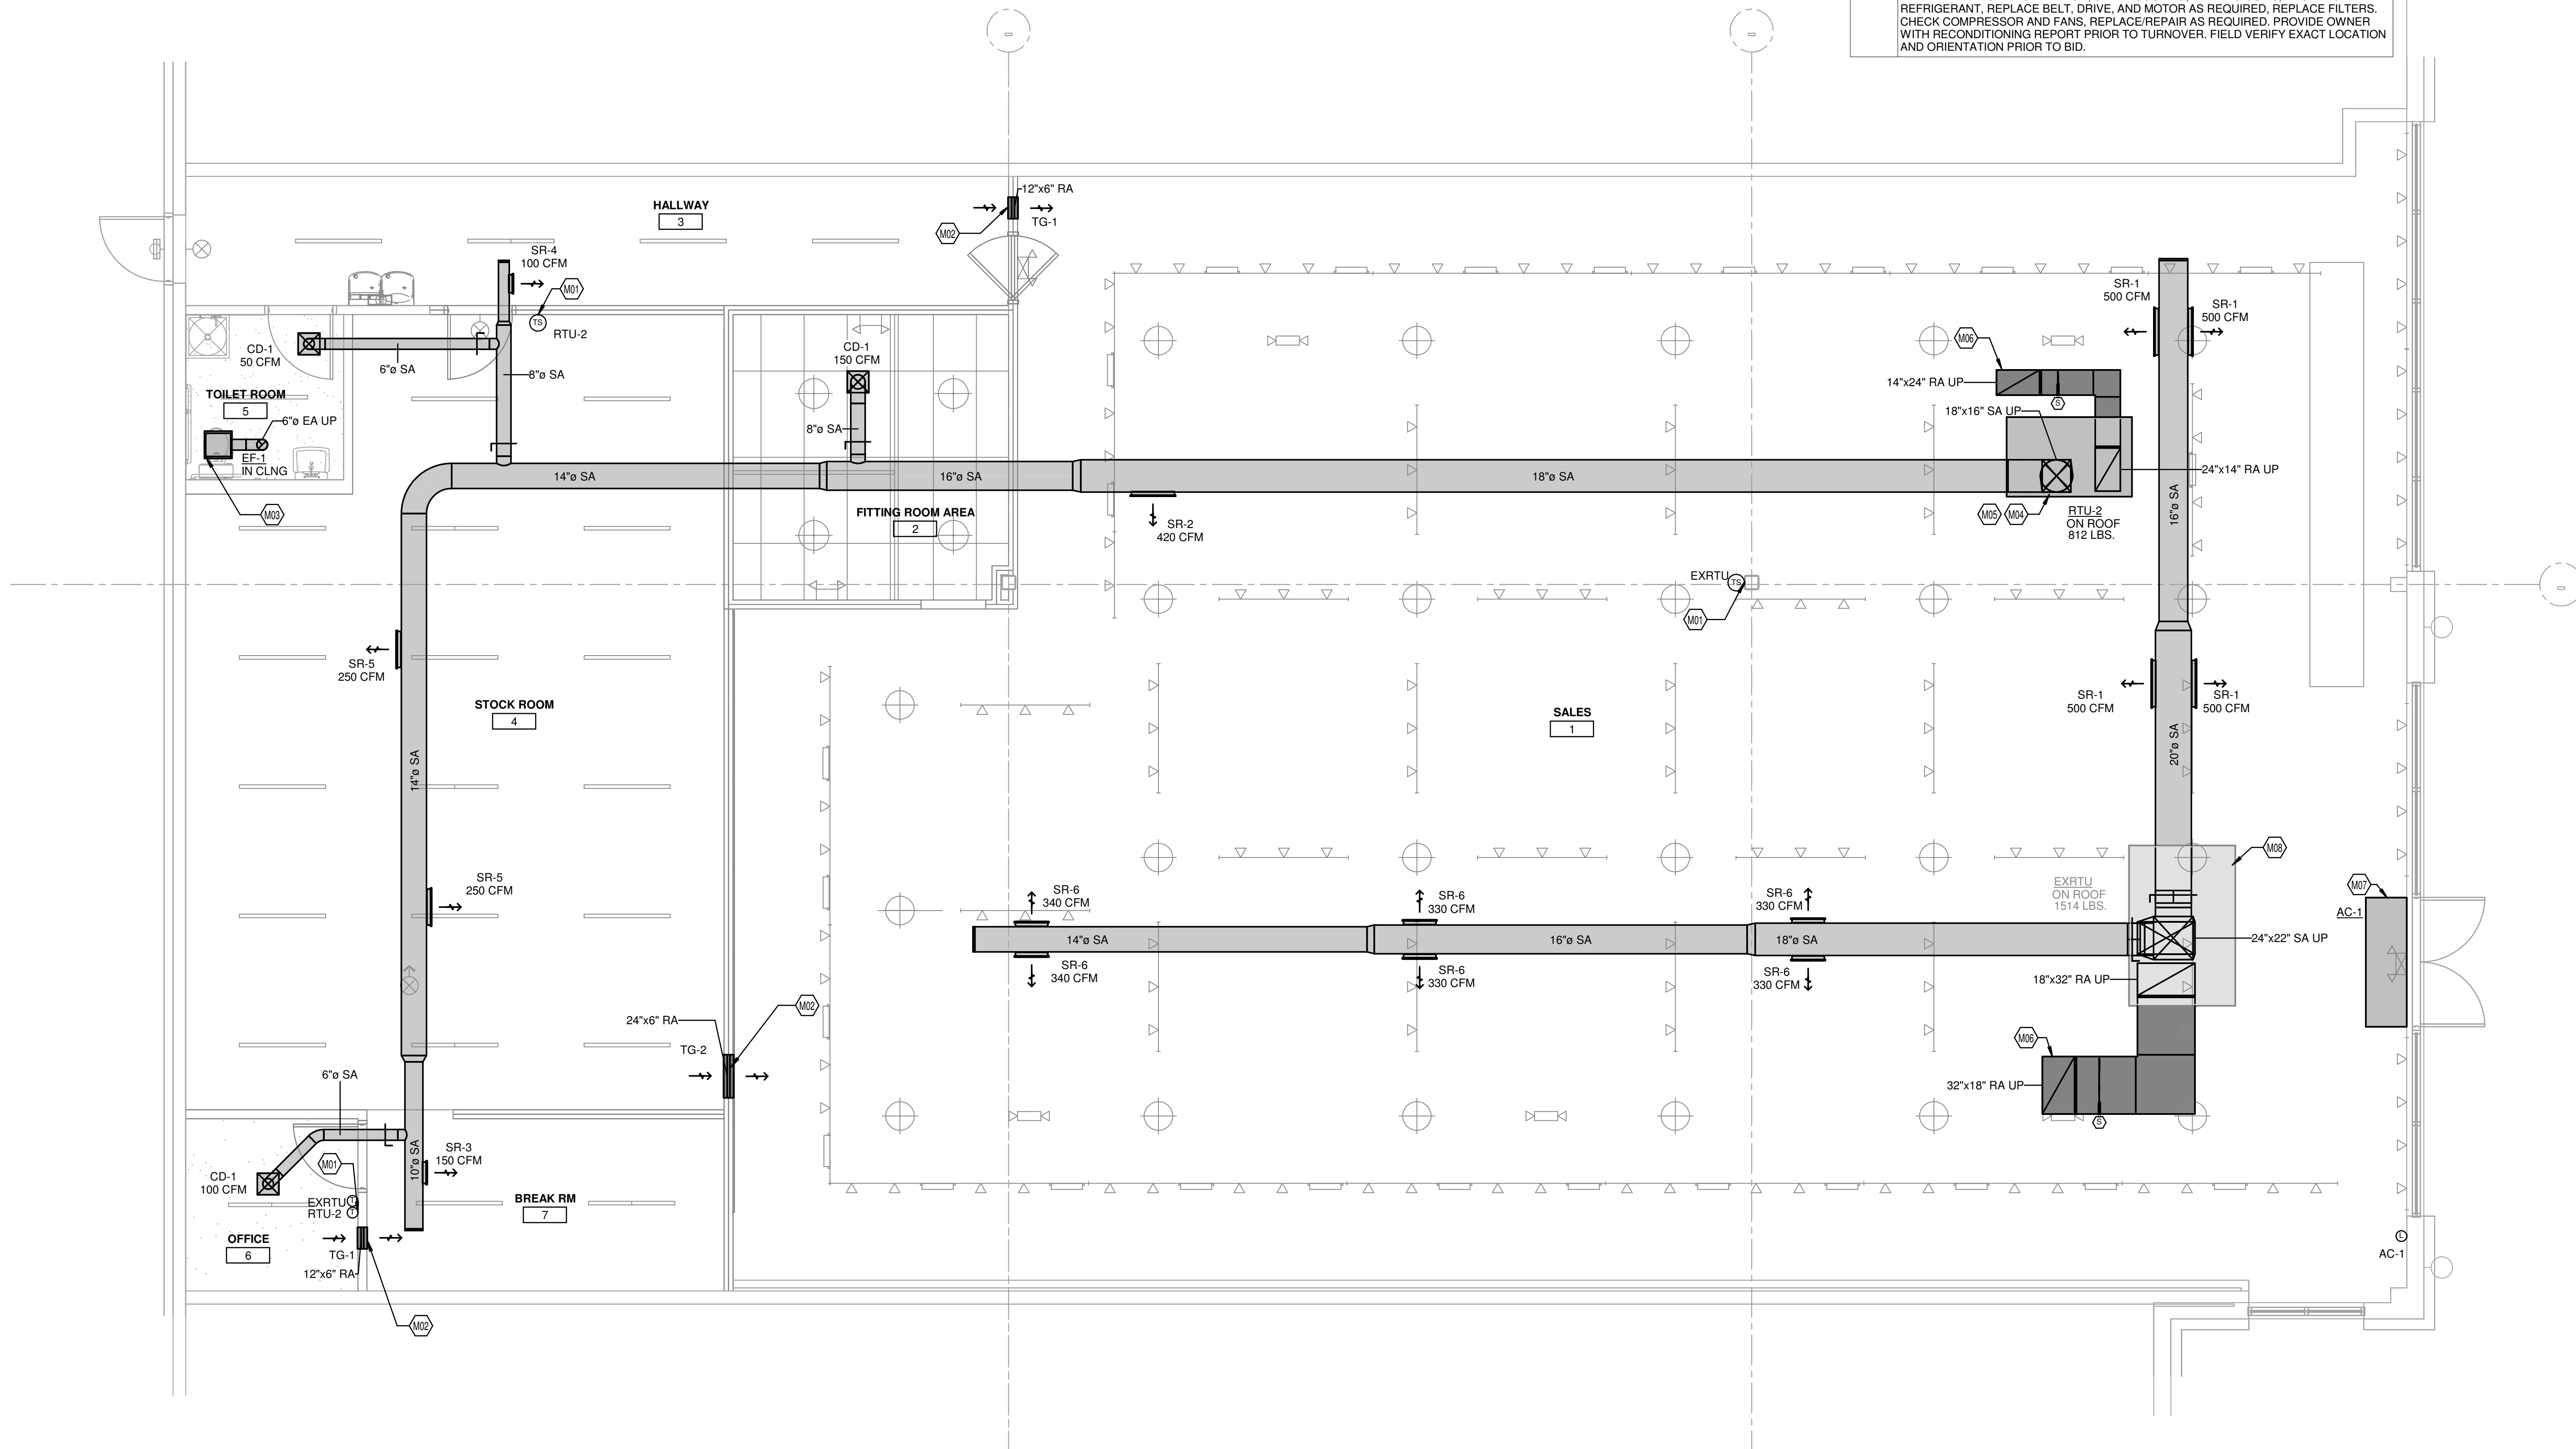 REFRIGERANT, REPLACE BELT, DRIVE, AND MOTOR AS REQUIRED, REPLACE FILTERS.
CHECK COMPRESSOR AND FANS, REPLACE/REPAIR AS REQUIRED. PROVIDE OWNER
WITH RECONDITIONING REPORT PRIOR TO TURNOVER. FIELD VERIFY EXACT LOCATION
AND ORIENTATION PRIOR TO BID.
12"x6" RA
HALLWAY
3
TG-1
M02
SR-4
100 CFM
M01
TS
RTU-2
CD-1
50 CFM
6"ø SA
8"ø SA
TOILET ROOM
5
6"ø EA UP
EF-1
IN CLNG
M03
CD-1
150 CFM
8"ø SA
14"ø SA
16"ø SA
18"ø SA
FITTING ROOM AREA
2
SR-2
420 CFM
SR-1
500 CFM
SR-1
500 CFM
M06
14"x24" RA UP
S
18"x16" SA UP
24"x14" RA UP
M05
M04
RTU-2
ON ROOF
812 LBS.
16"ø SA
EXRTU
TS
M01
SR-5
250 CFM
STOCK ROOM
4
14"ø SA
SALES
1
SR-1
500 CFM
SR-1
500 CFM
20"ø SA
M08
EXRTU
ON ROOF
1514 LBS.
M07
AC-1
SR-5
250 CFM
SR-6
340 CFM
SR-6
330 CFM
SR-6
330 CFM
14"ø SA
16"ø SA
18"ø SA
24"x22" SA UP
SR-6
340 CFM
SR-6
330 CFM
SR-6
330 CFM
18"x32" RA UP
M02
24"x6" RA
TG-2
M06
32"x18" RA UP
S
6"ø SA
10"ø SA
SR-3
150 CFM
M01
CD-1
100 CFM
EXRTU
T
RTU-2
T
BREAK RM
7
OFFICE
6
TG-1
12"x6" RA
M02
L
AC-1